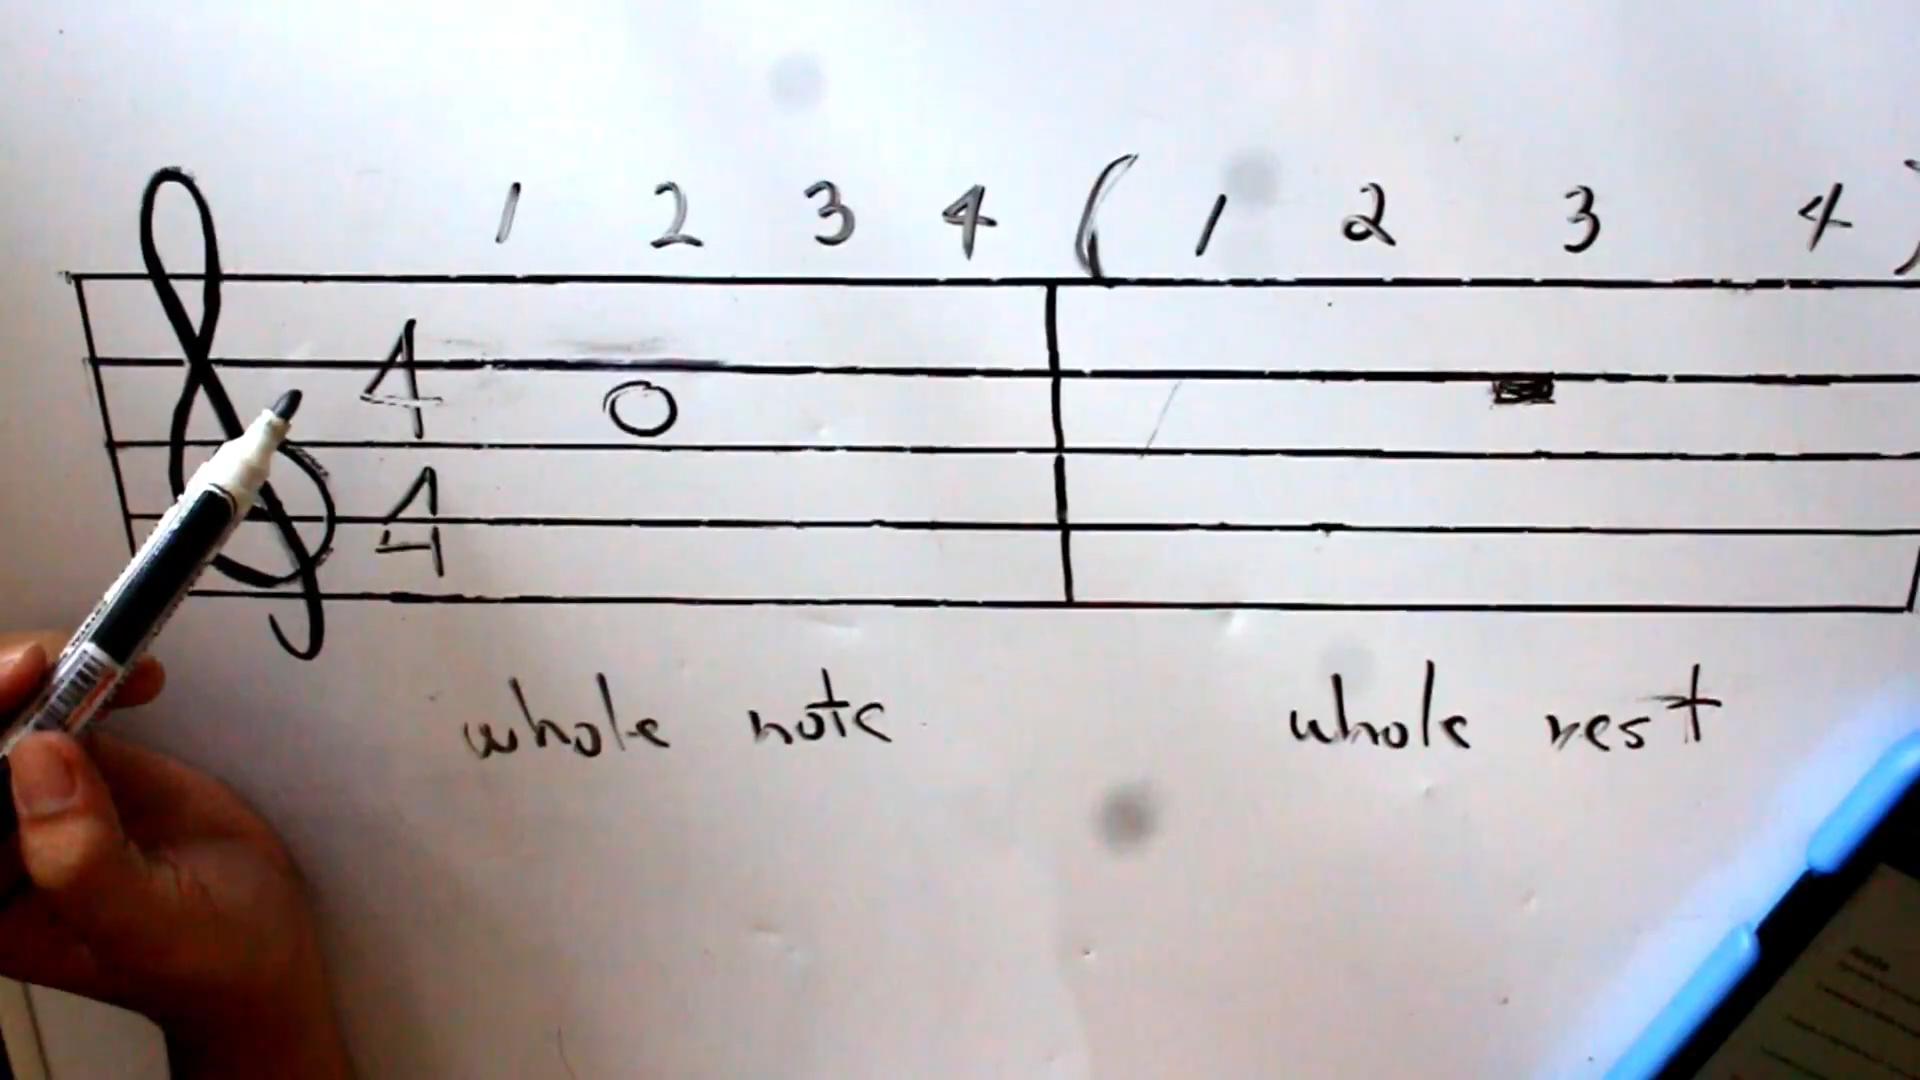 1 2 3 4 ( 1 2 3 4 )
4
4
whole note whole rest